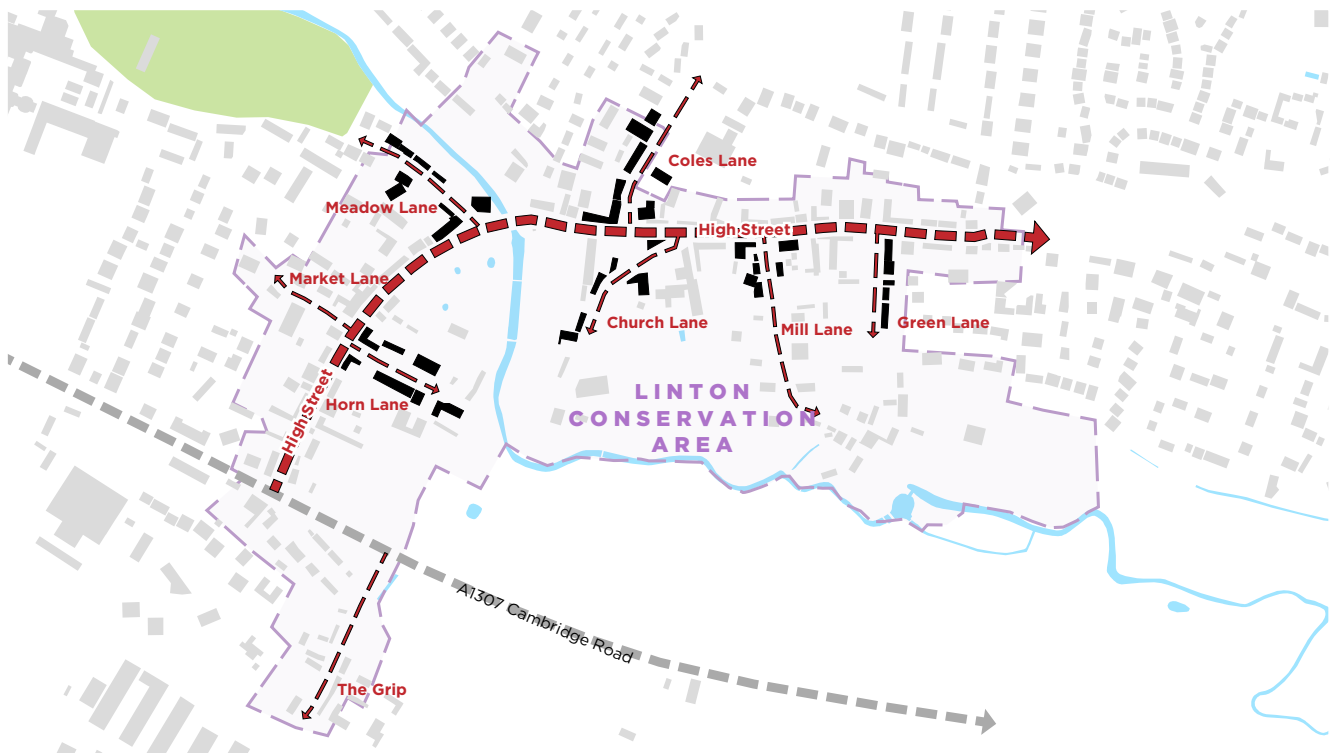 Coles Lane
Meadow Lane
High Street
Market Lane
Church Lane
Mill Lane
Green Lane
LINTON
CONSERVATION
AREA
High Street
Horn Lane
A1307 Cambridge Road
The Grip